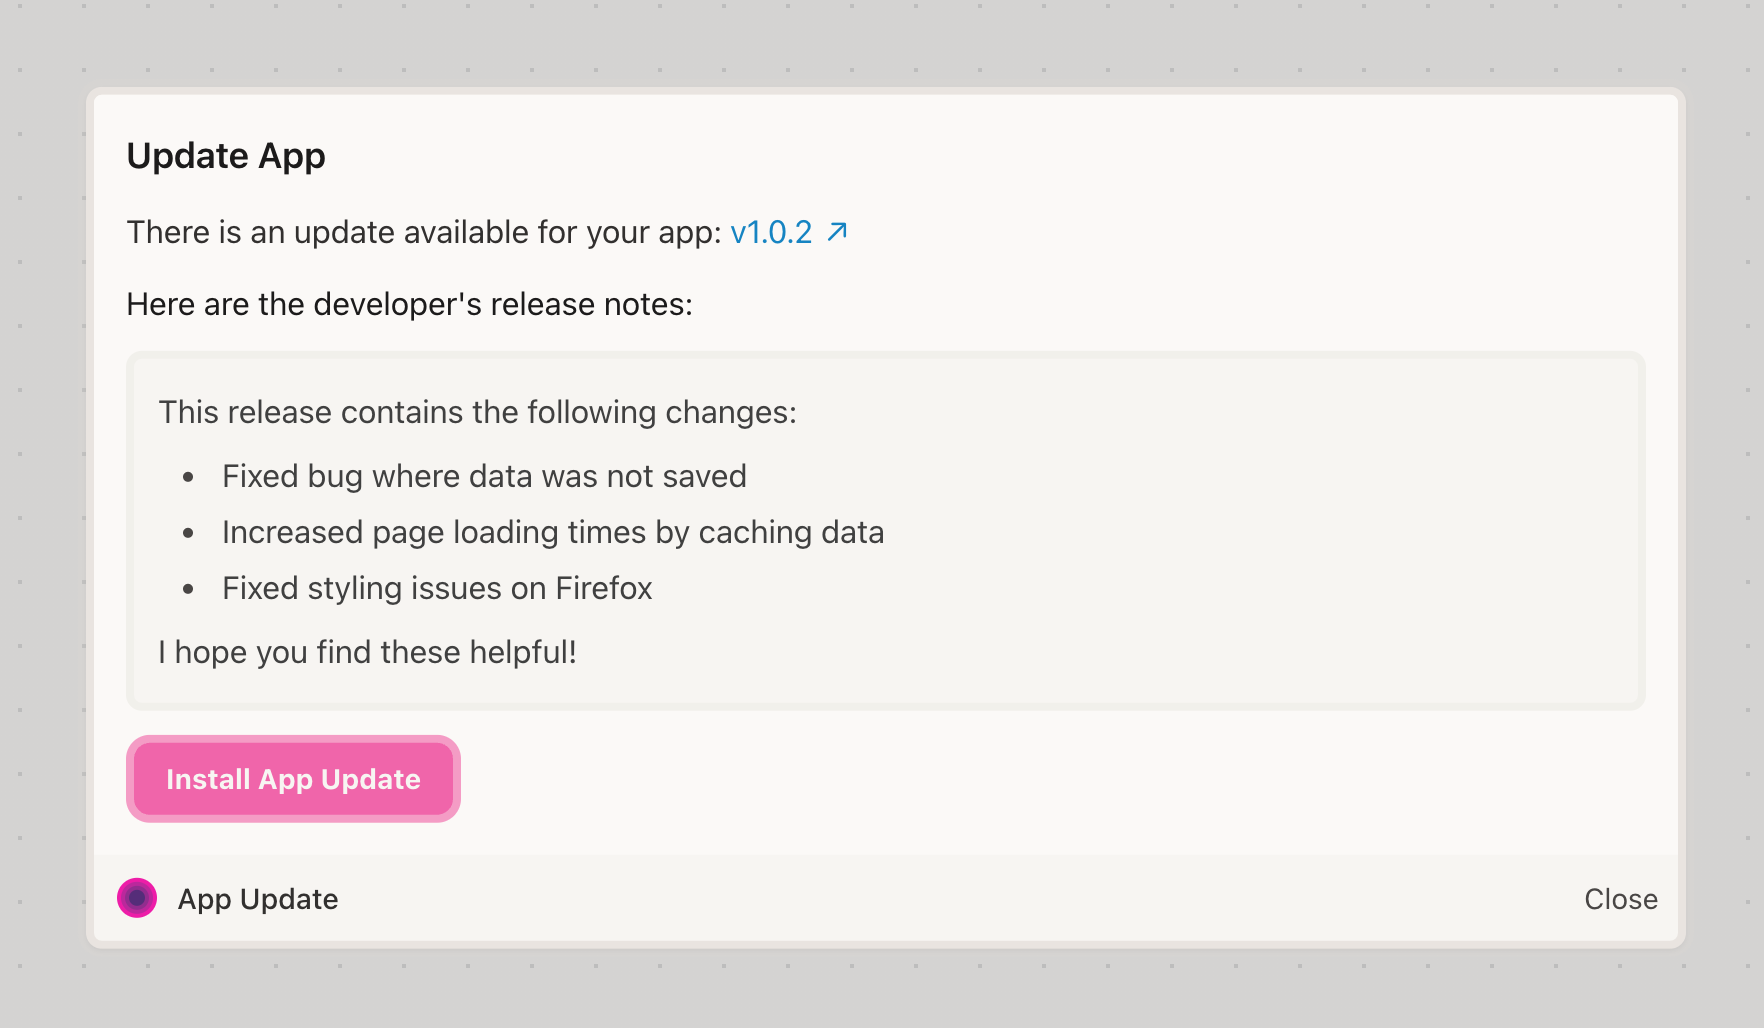 Update App
There is an update available for your app: v1.0.2 ↗
Here are the developer's release notes:
This release contains the following changes:
• Fixed bug where data was not saved
• Increased page loading times by caching data
• Fixed styling issues on Firefox
I hope you find these helpful!
Install App Update
App Update
Close